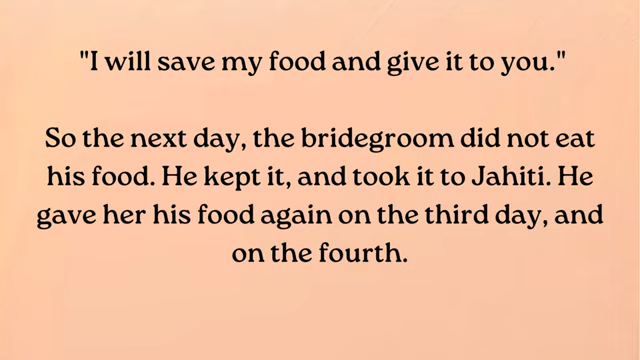 "I will save my food and give it to you."
So the next day, the bridegroom did not eat
his food. He kept it, and took it to Jahiti. He
gave her his food again on the third day, and
on the fourth.